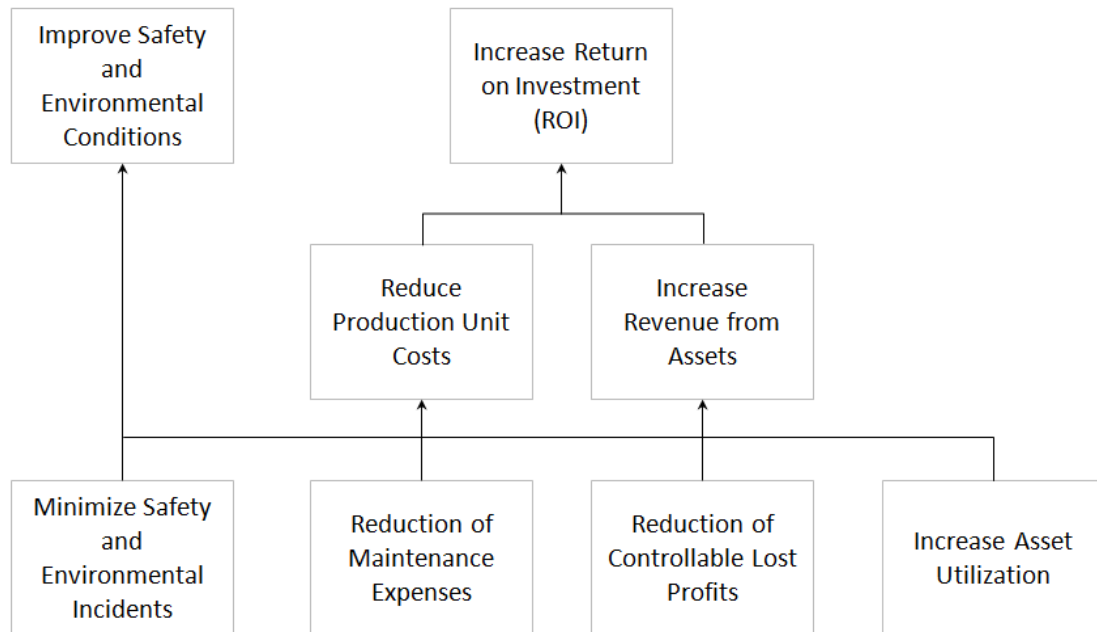 Improve Safety
and
Environmental
Conditions
Increase Return
on Investment
(ROI)
Reduce
Production Unit
Costs
Increase
Revenue from
Assets
Minimize Safety
and
Environmental
Incidents
Reduction of
Maintenance
Expenses
Reduction of
Controllable Lost
Profits
Increase Asset
Utilization